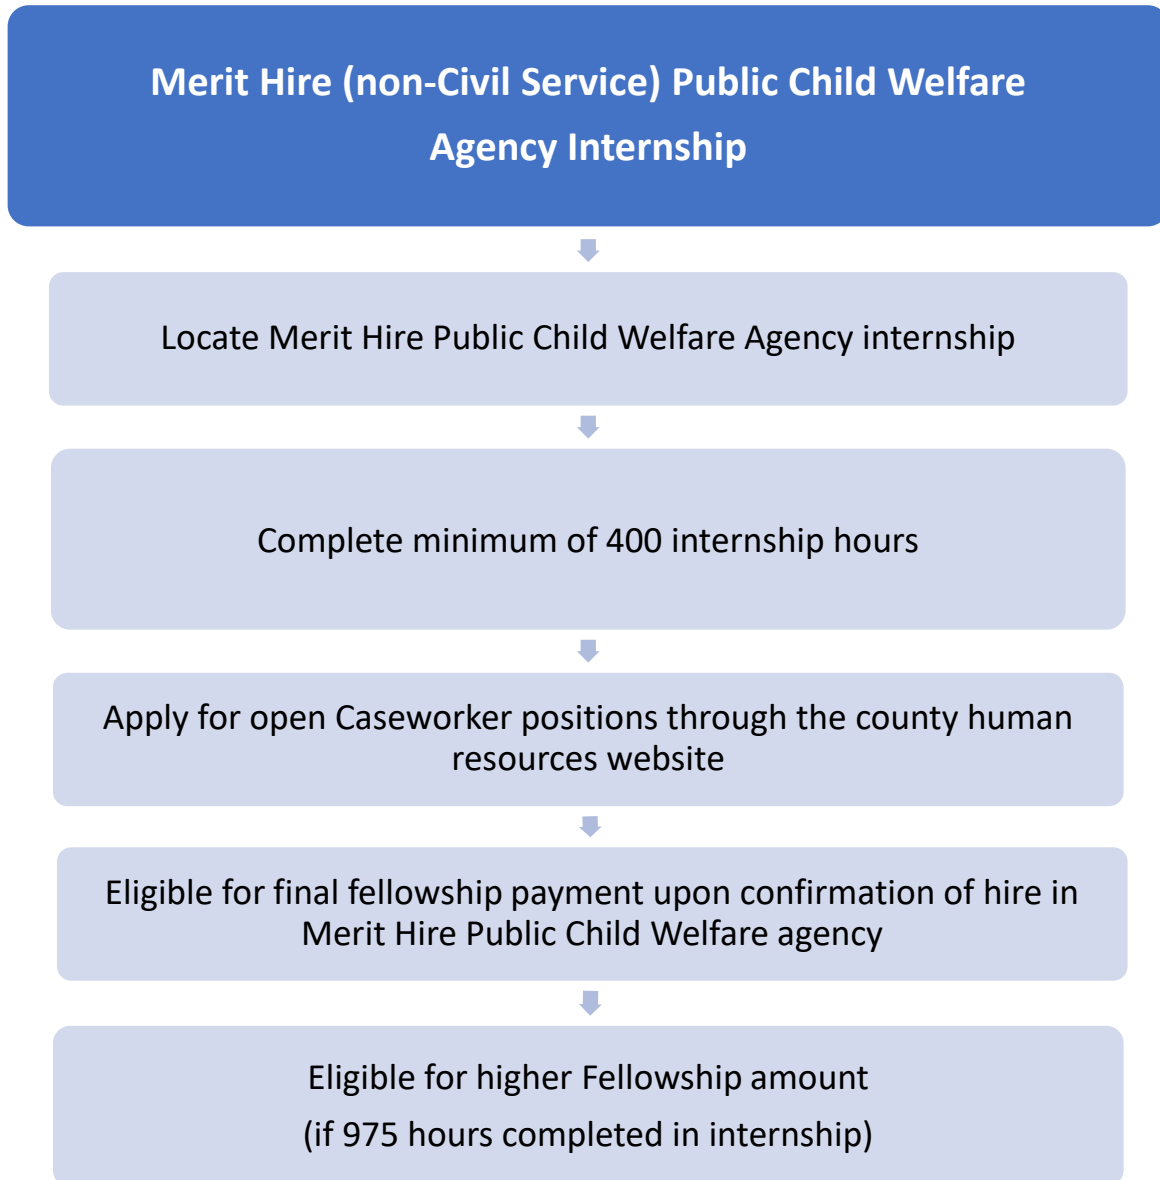 Merit Hire (non-Civil Service) Public Child Welfare
Agency Internship
Locate Merit Hire Public Child Welfare Agency internship
Complete minimum of 400 internship hours
Apply for open Caseworker positions through the county human
resources website
Eligible for final fellowship payment upon confirmation of hire in
Merit Hire Public Child Welfare agency
Eligible for higher Fellowship amount
(if 975 hours completed in internship)